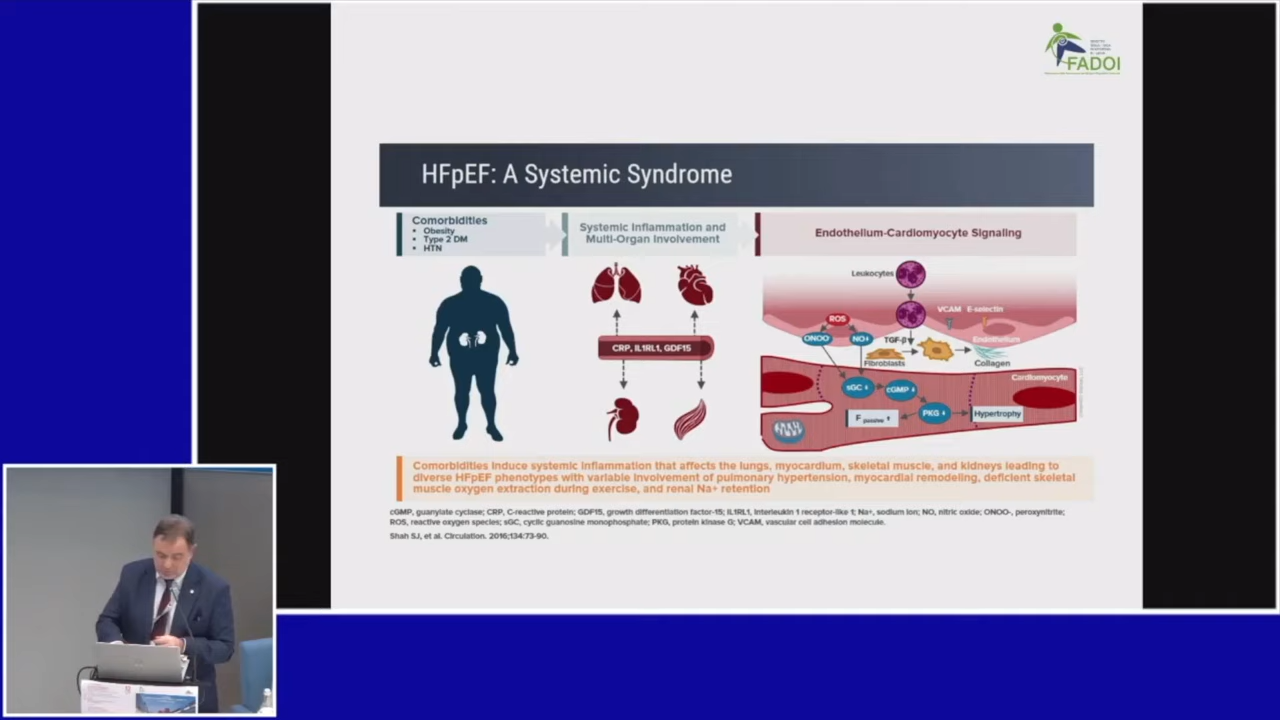 FADOI
HFpEF: A Systemic Syndrome
Comorbidities
• Obesity
• Type 2 DM
• HTN
Systemic Inflammation and
Multi-Organ Involvement
Endothelium-Cardiomyocyte Signaling
CRP, IL1RL1, GDF15
Leukocytes
VCAM E-selectin
ROS
ONOO-
NO↓
TGF-β
Endothelium
Fibroblasts
Collagen
Cardiomyocyte
sGC↓
cGMP↓
PKG↓
F passive ↑
Hypertrophy
Comorbidities induce systemic inflammation that affects the lungs, myocardium, skeletal muscle, and kidneys leading to
diverse HFpEF phenotypes with variable involvement of pulmonary hypertension, myocardial remodeling, deficient skeletal
muscle oxygen extraction during exercise, and renal Na+ retention
cGMP, guanylate cyclase; CRP, C-reactive protein; GDF15, growth differentiation factor-15; IL1RL1, interleukin 1 receptor-like 1; Na+, sodium ion; NO, nitric oxide; ONOO-, peroxynitrite;
ROS, reactive oxygen species; sGC, cyclic guanosine monophosphate; PKG, protein kinase G; VCAM, vascular cell adhesion molecule.
Shah SJ, et al. Circulation. 2016;134:73-90.